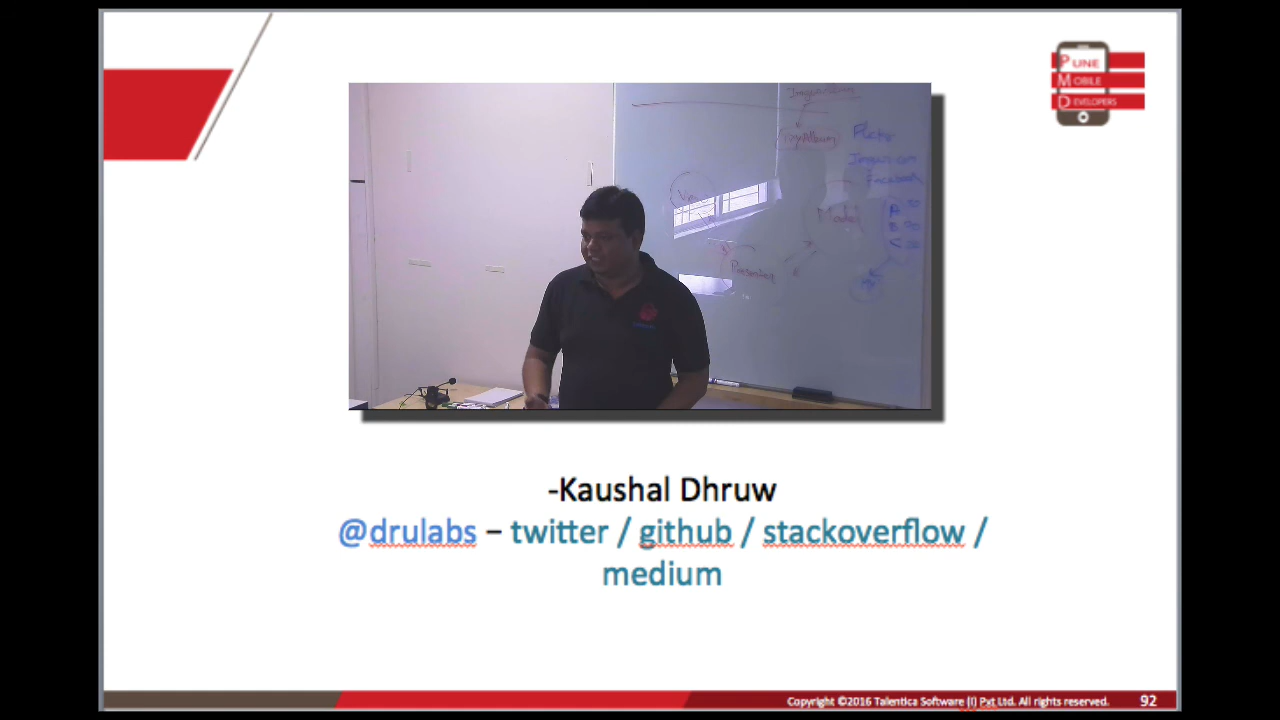 PUNE
MOBILE
DEVELOPERS
Model
-Kaushal Dhruw
@drulabs – twitter / github / stackoverflow /
medium
Copyright ©2016 Talentica Software (I) Pvt Ltd. All rights reserved.
92